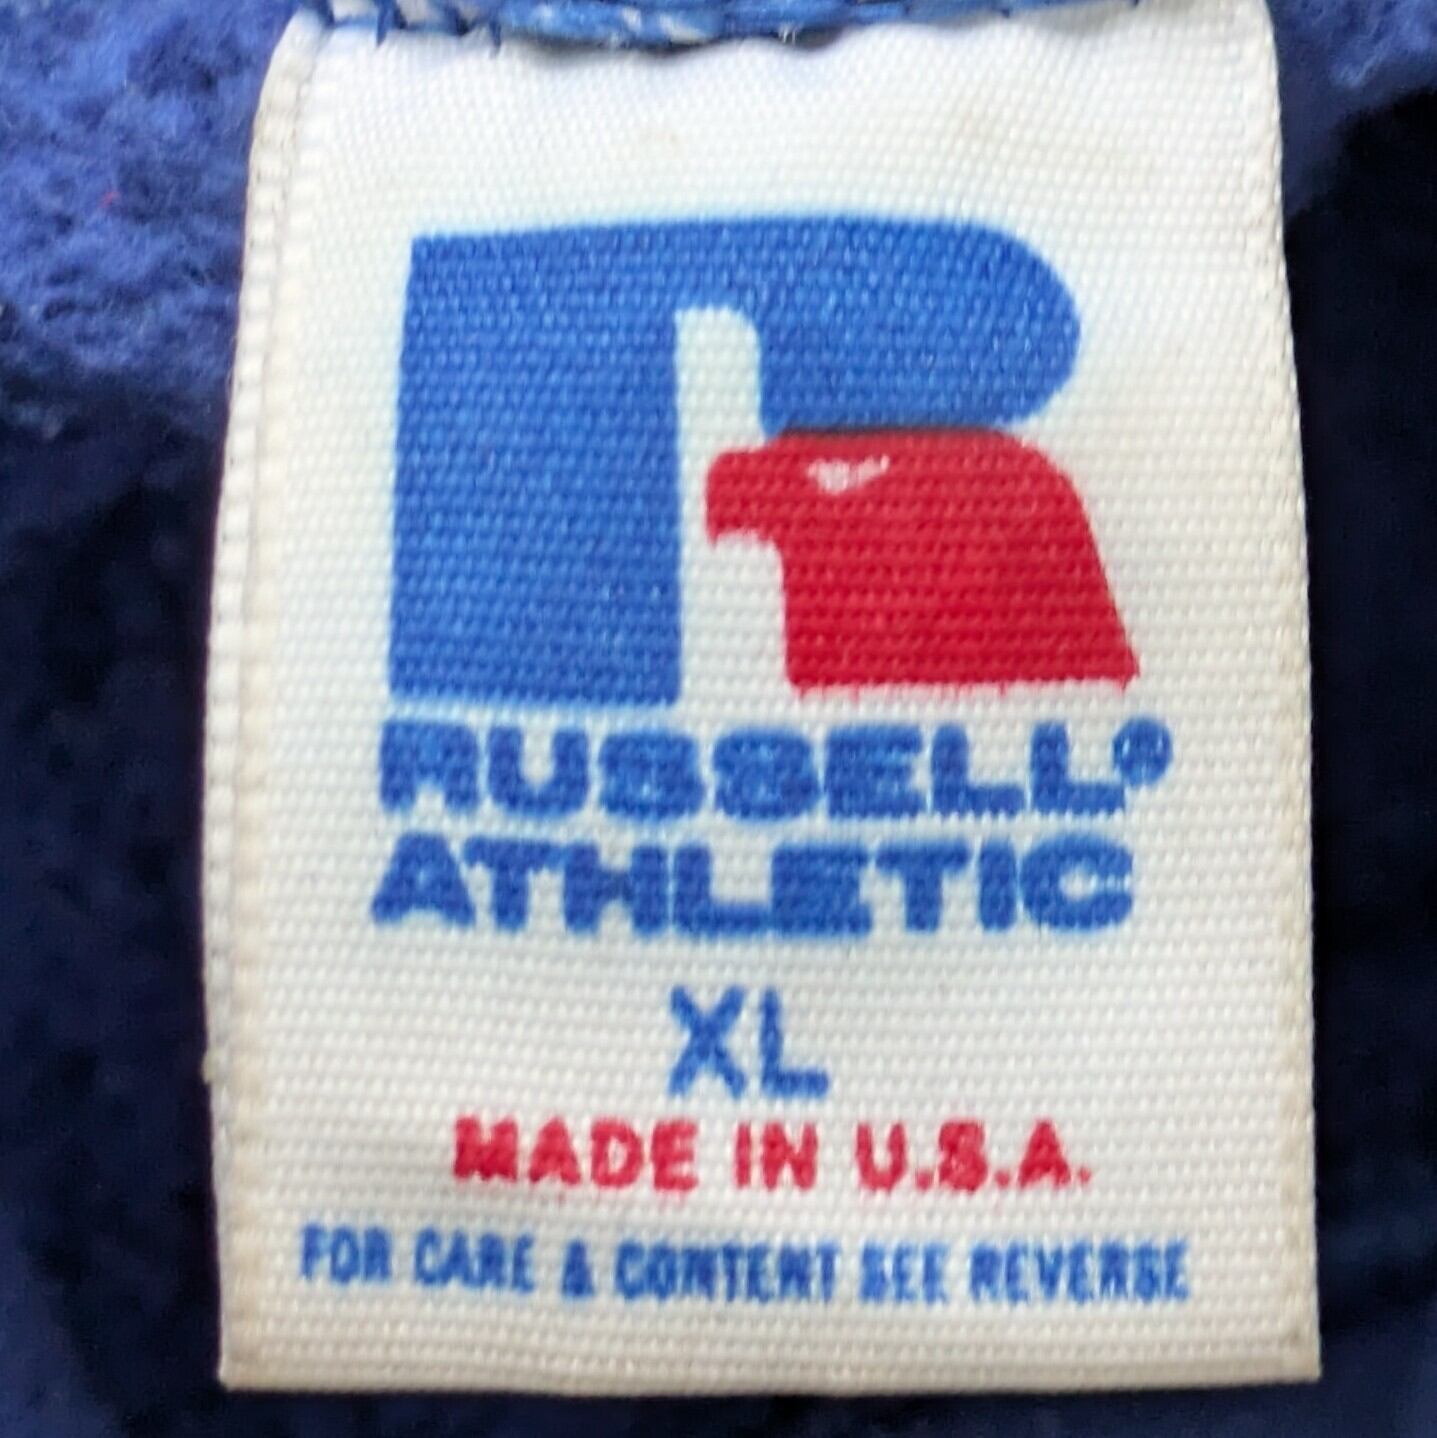 RUSSELL®
ATHLETIC
XL
MADE IN U.S.A.
FOR CARE & CONTENT SEE REVERSE